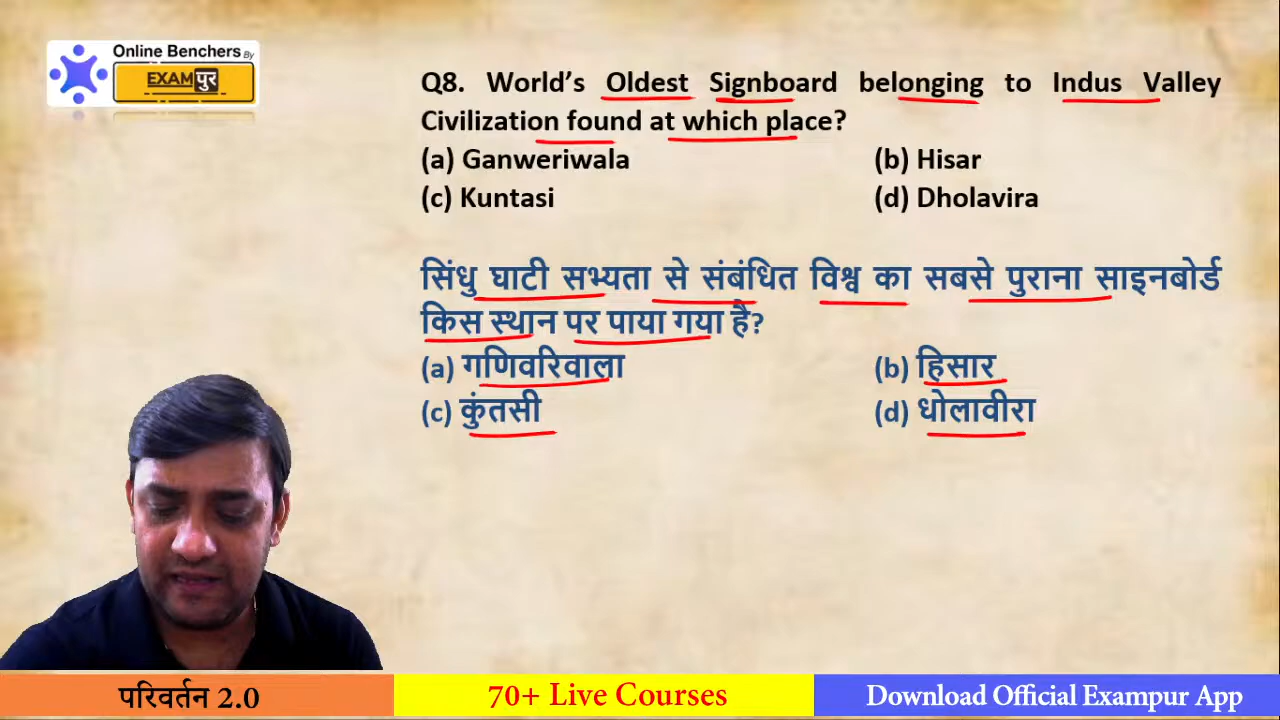 Online Benchers By
EXAMपुर
Q8. World's Oldest Signboard belonging to Indus Valley
Civilization found at which place?
(a) Ganweriwala (b) Hisar
(c) Kuntasi (d) Dholavira
सिंधु घाटी सभ्यता से संबंधित विश्व का सबसे पुराना साइनबोर्ड
किस स्थान पर पाया गया है?
(a) गणिवरिवाला (b) हिसार
(c) कुंतसी (d) धोलावीरा
परिवर्तन 2.0 70+ Live Courses Download Official Exampur App